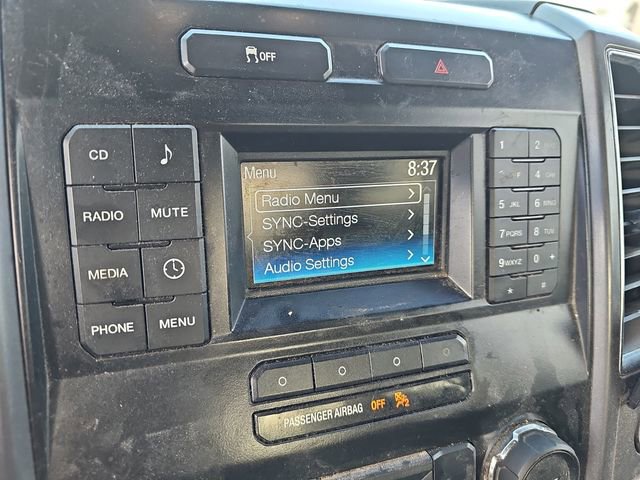 OFF
CD
RADIO MUTE
MEDIA
PHONE MENU
Menu 8:37
Radio Menu >
SYNC-Settings >
SYNC-Apps >
Audio Settings >
1 2
4
5 JKL 6
7 PQRS 8 TUV
9 WXYZ 0 +
* #
PASSENGER AIRBAG OFF 2